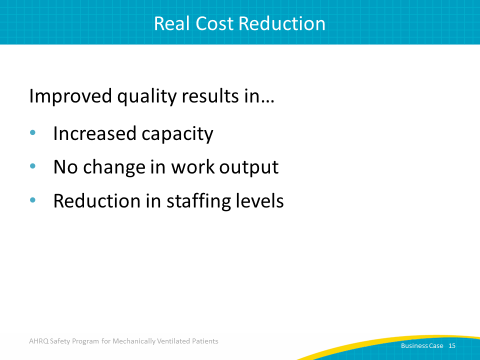 Real Cost Reduction
Improved quality results in…
• Increased capacity
• No change in work output
• Reduction in staffing levels
AHRQ Safety Program for Mechanically Ventilated Patients
Business Case 15